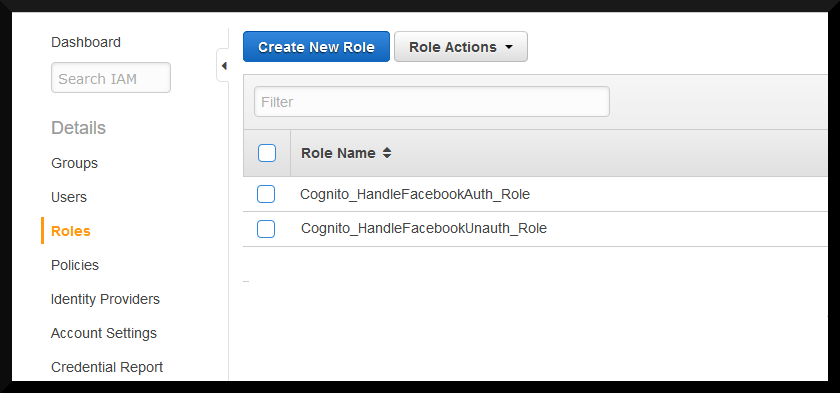 Dashboard
Search IAM
Details
Groups
Users
Roles
Policies
Identity Providers
Account Settings
Credential Report
Create New Role
Role Actions
Filter
Role Name
Cognito_HandleFacebookAuth_Role
Cognito_HandleFacebookUnauth_Role